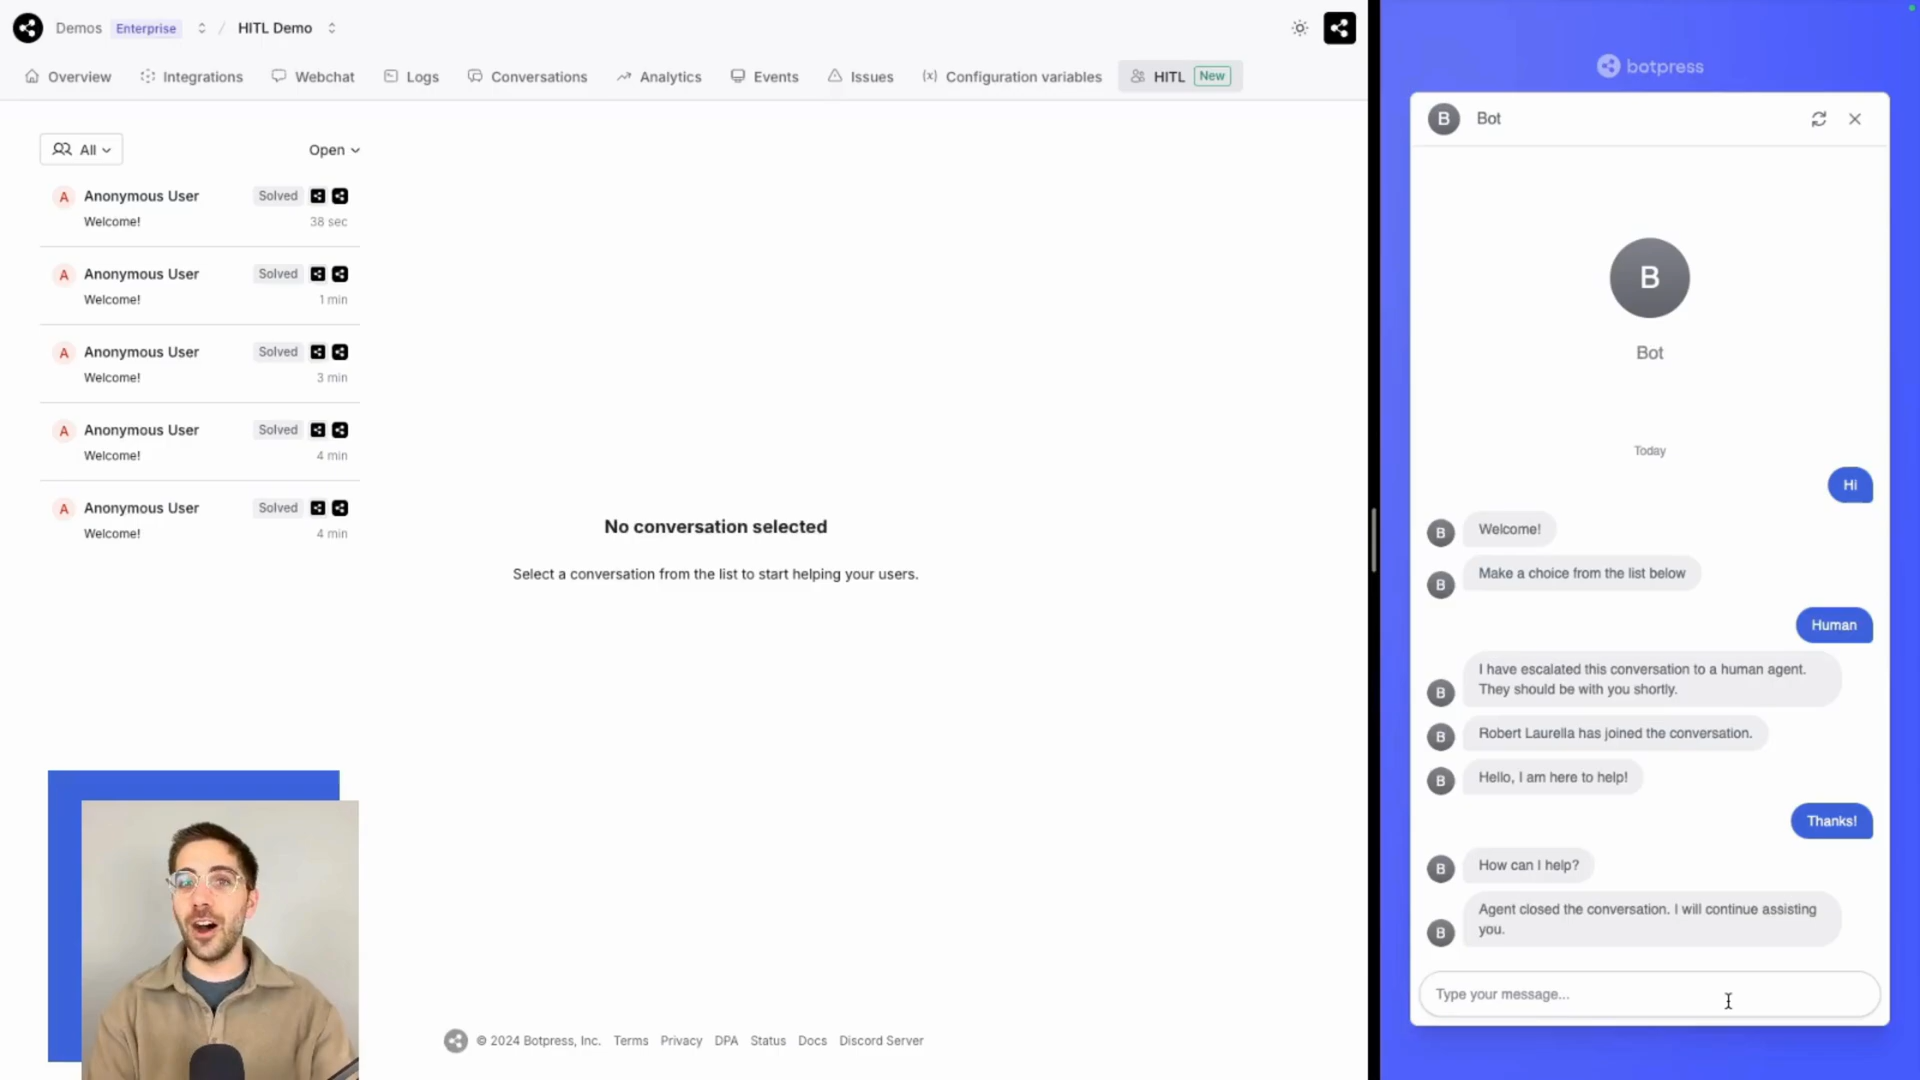 Demos Enterprise / HITL Demo
Overview Integrations Webchat Logs Conversations Analytics Events Issues Configuration variables HITL New
All Open
A Anonymous User Solved
Welcome! 38 sec
A Anonymous User Solved
Welcome! 1 min
A Anonymous User Solved
Welcome! 3 min
A Anonymous User Solved
Welcome! 4 min
A Anonymous User Solved
Welcome! 4 min
No conversation selected
Select a conversation from the list to start helping your users.
© 2024 Botpress, Inc. Terms Privacy DPA Status Docs Discord Server
botpress
B Bot
B
Bot
Today
Hi
B Welcome!
B Make a choice from the list below
Human
I have escalated this conversation to a human agent.
B They should be with you shortly.
B Robert Laurella has joined the conversation.
B Hello, I am here to help!
Thanks!
B How can I help?
Agent closed the conversation. I will continue assisting
B you.
Type your message...